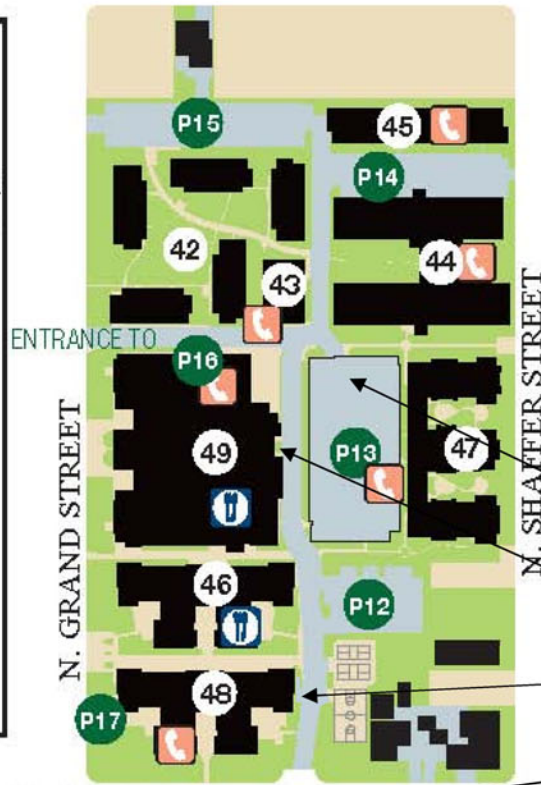 P15
45
P14
42
43
44
ENTRANCE TO
P16
49
P13
47
46
P12
48
P17
N. GRAND STREET
N. SHAFFER STREET